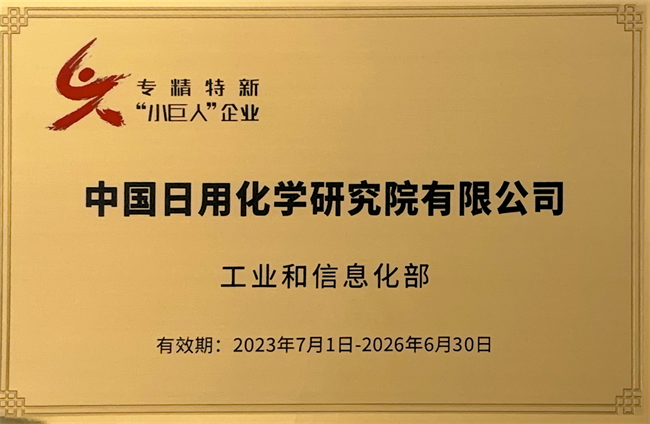 专精特新
“小巨人”企业
中国日用化学研究院有限公司
工业和信息化部
有效期：2023年7月1日-2026年6月30日